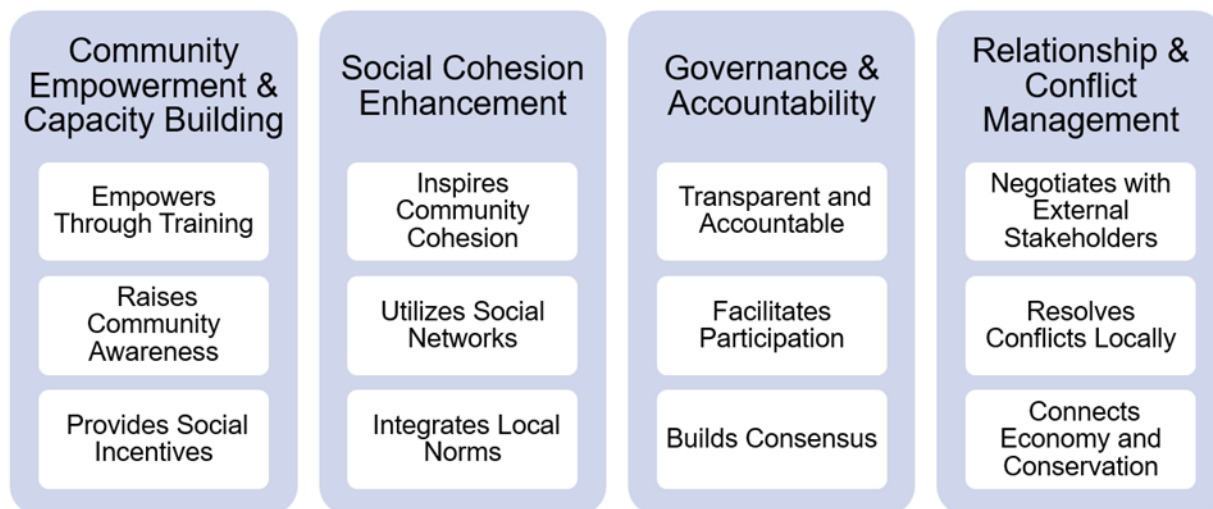 Community
Empowerment &
Capacity Building
Empowers
Through Training
Raises
Community
Awareness
Provides Social
Incentives
Social Cohesion
Enhancement
Inspires
Community
Cohesion
Utilizes Social
Networks
Integrates Local
Norms
Governance &
Accountability
Transparent and
Accountable
Facilitates
Participation
Builds Consensus
Relationship &
Conflict
Management
Negotiates with
External
Stakeholders
Resolves
Conflicts Locally
Connects
Economy and
Conservation